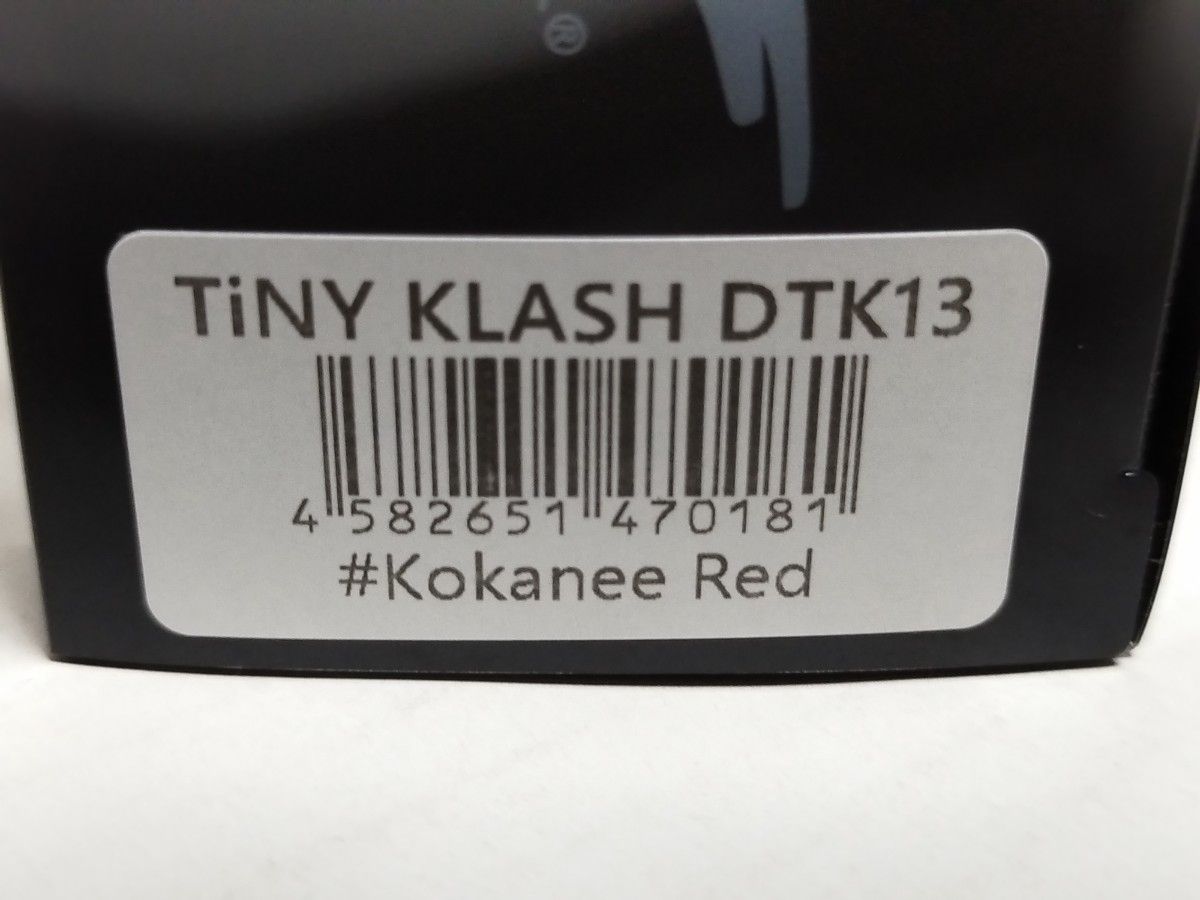 ®
TiNY KLASH DTK13
4 582651 470181
#Kokanee Red